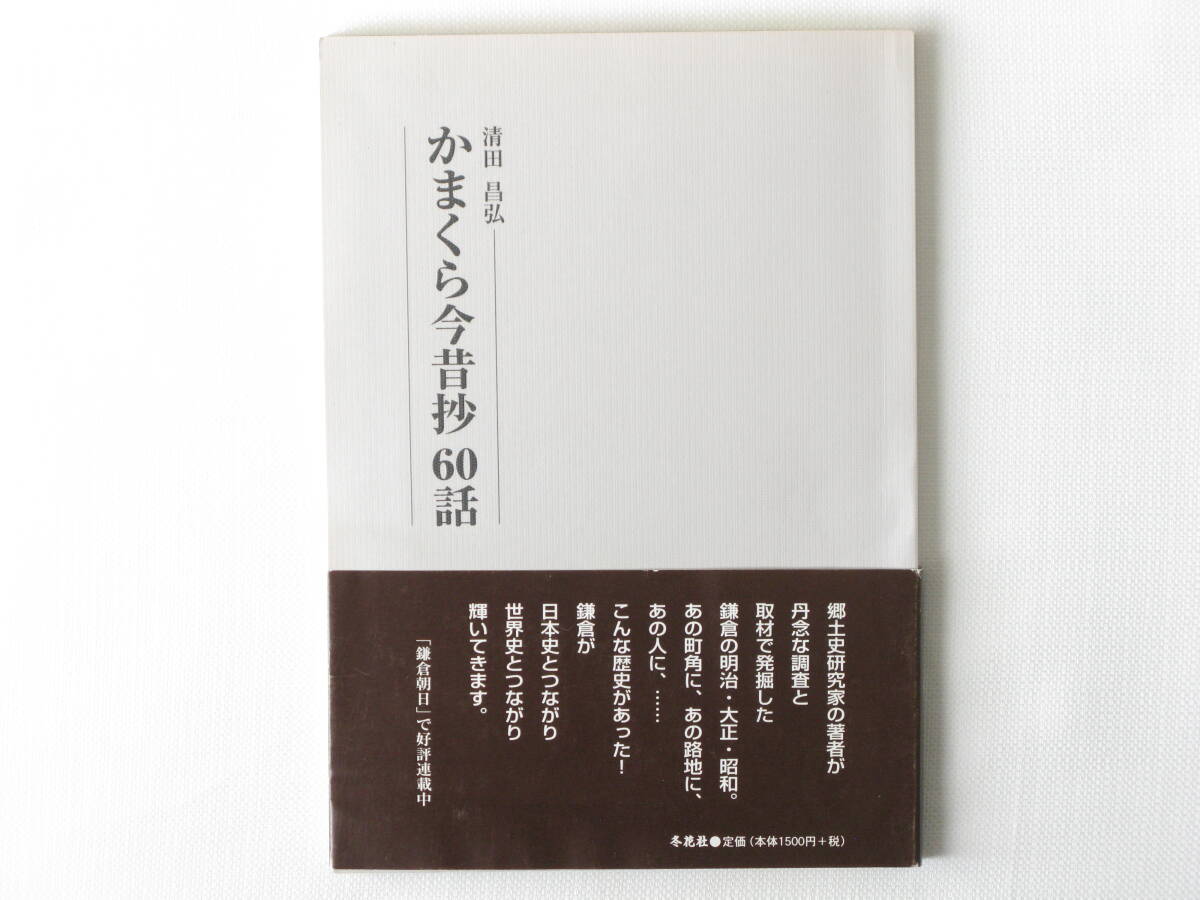 清田 昌弘
かまくら今昔抄60話
郷土史研究家の著者が
丹念な調査と
取材で発掘した
鎌倉の明治・大正・昭和。
あの町角に、あの路地に、
あの人に、……
こんな歴史があった！
鎌倉が
日本史とつながり
世界史とつながり
輝いてきます。
「鎌倉朝日」で好評連載中
冬花社●定価（本体1500円＋税）